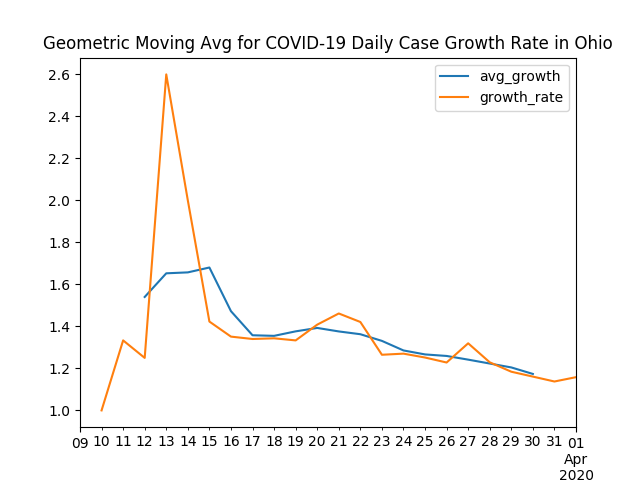 Geometric Moving Avg for COVID-19 Daily Case Growth Rate in Ohio
avg_growth
growth_rate
2.6
2.4
2.2
2.0
1.8
1.6
1.4
1.2
1.0
09 10 11 12 13 14 15 16 17 18 19 20 21 22 23 24 25 26 27 28 29 30 31 01
Apr
2020